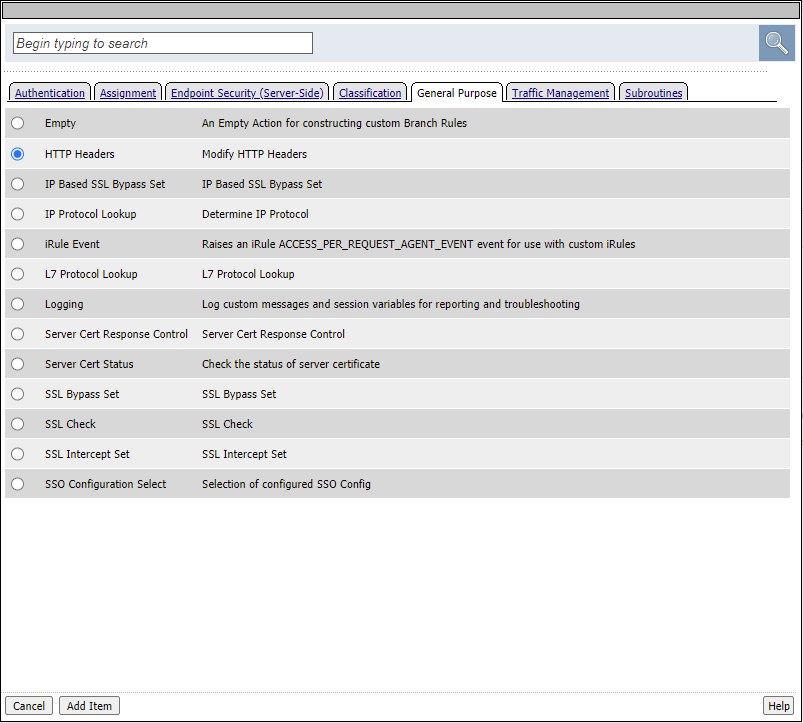 Begin typing to search
Authentication Assignment Endpoint Security (Server-Side) Classification General Purpose Traffic Management Subroutines
Empty An Empty Action for constructing custom Branch Rules
HTTP Headers Modify HTTP Headers
IP Based SSL Bypass Set IP Based SSL Bypass Set
IP Protocol Lookup Determine IP Protocol
iRule Event Raises an iRule ACCESS_PER_REQUEST_AGENT_EVENT event for use with custom iRules
L7 Protocol Lookup L7 Protocol Lookup
Logging Log custom messages and session variables for reporting and troubleshooting
Server Cert Response Control Server Cert Response Control
Server Cert Status Check the status of server certificate
SSL Bypass Set SSL Bypass Set
SSL Check SSL Check
SSL Intercept Set SSL Intercept Set
SSO Configuration Select Selection of configured SSO Config
Cancel Add Item Help